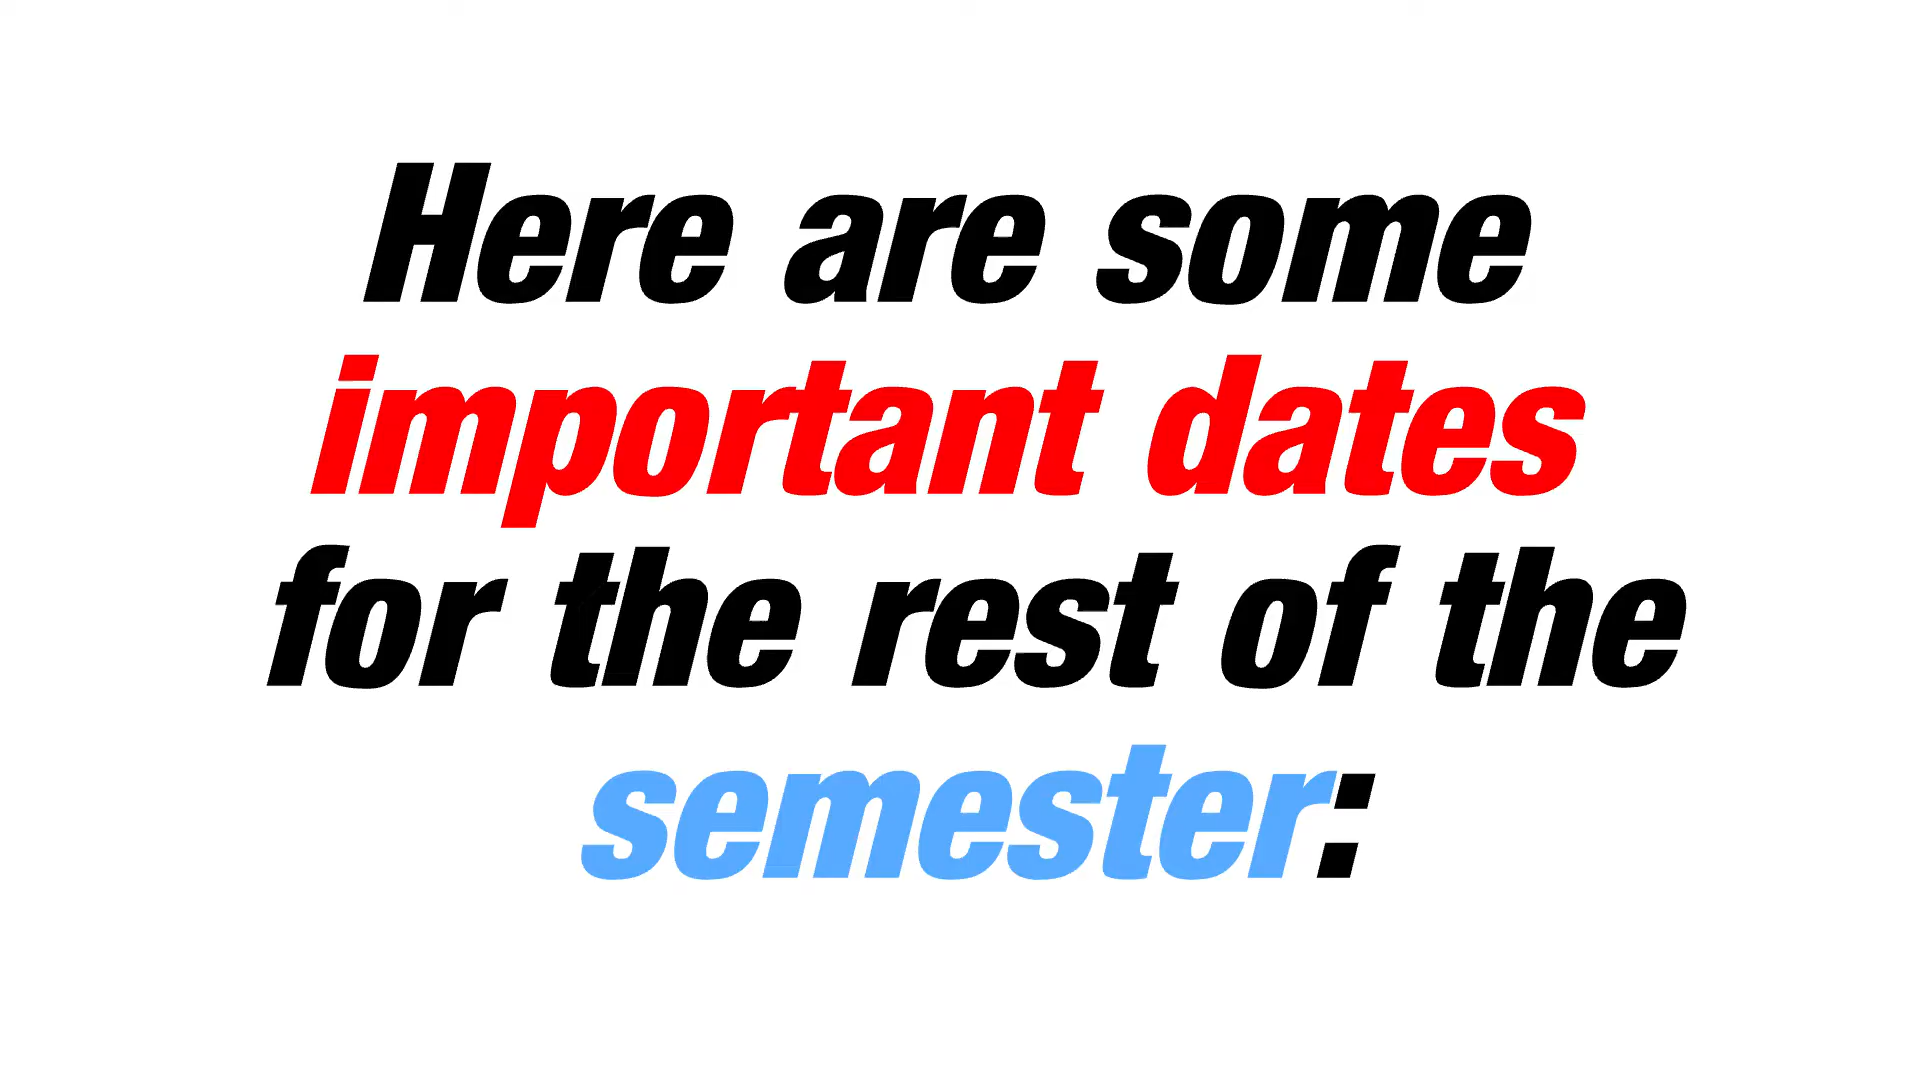 Here are some
important dates
for the rest of the
semester: